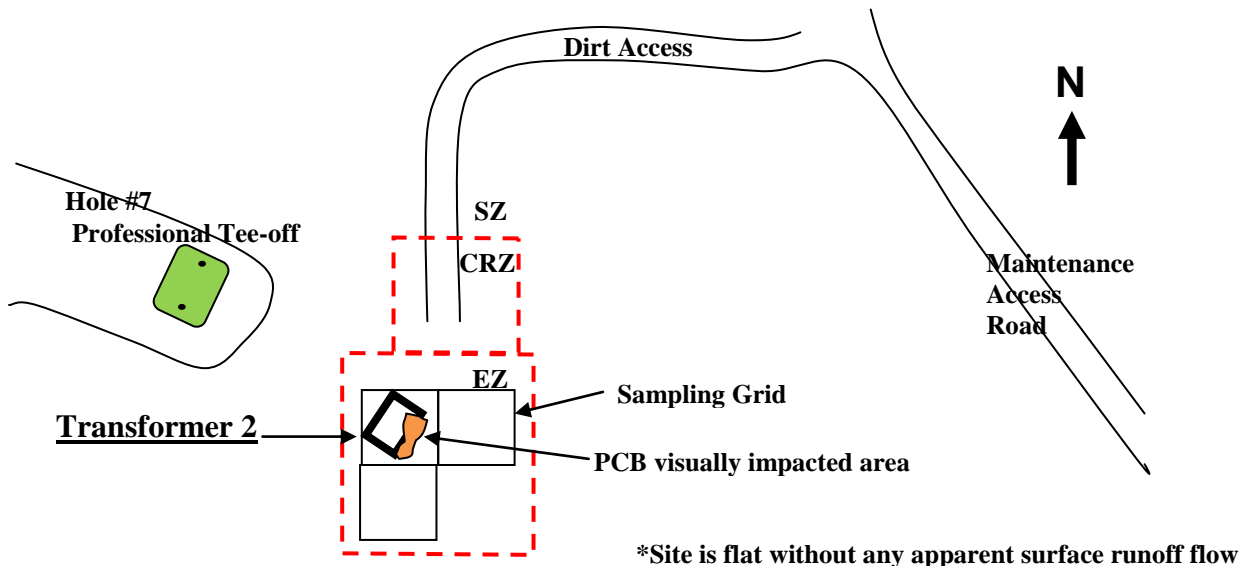 Dirt Access
N
Hole #7
Professional Tee-off
SZ
CRZ
Maintenance
Access
Road
EZ
Sampling Grid
Transformer 2
PCB visually impacted area
*Site is flat without any apparent surface runoff flow